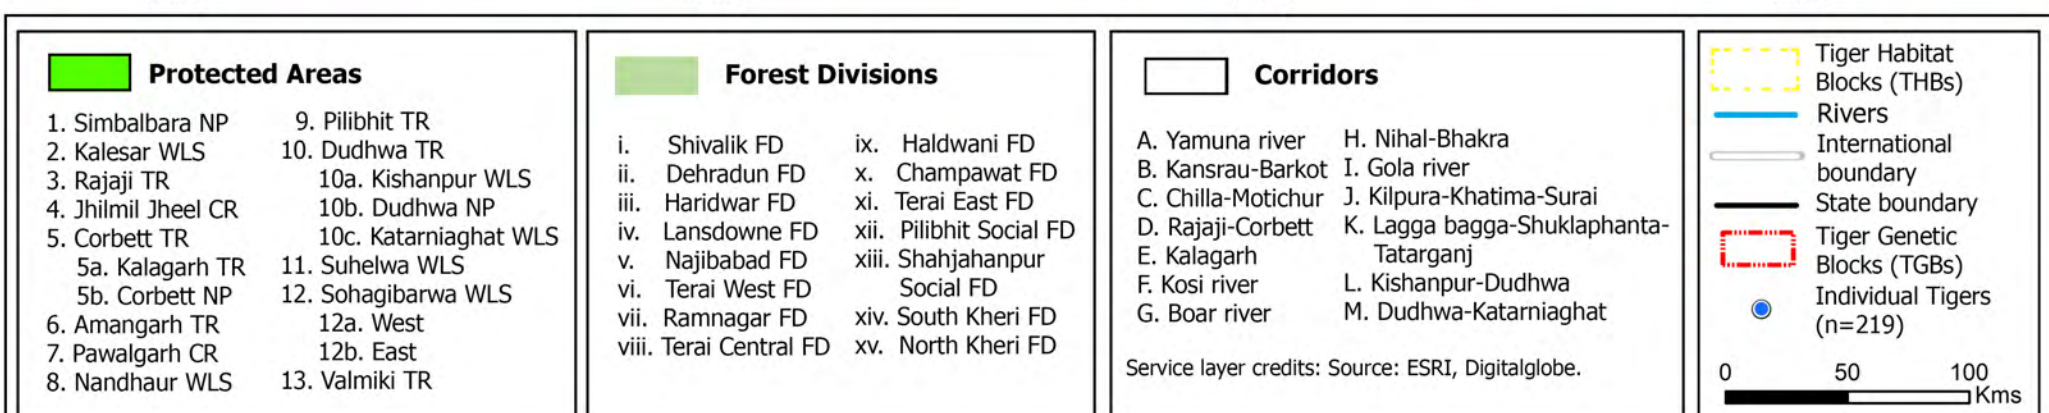 Protected Areas
1. Simbalbara NP
2. Kalesar WLS
3. Rajaji TR
4. Jhilmil Jheel CR
5. Corbett TR
5a. Kalagarh TR
5b. Corbett NP
6. Amangarh TR
7. Pawalgarh CR
8. Nandhaur WLS
9. Pilibhit TR
10. Dudhwa TR
10a. Kishanpur WLS
10b. Dudhwa NP
10c. Katarniaghat WLS
11. Suhelwa WLS
12. Sohagibarwa WLS
12a. West
12b. East
13. Valmiki TR
Forest Divisions
i. Shivalik FD
ii. Dehradun FD
iii. Haridwar FD
iv. Lansdowne FD
v. Najibabad FD
vi. Terai West FD
vii. Ramnagar FD
viii. Terai Central FD
ix. Haldwani FD
x. Champawat FD
xi. Terai East FD
xii. Pilibhit Social FD
xiii. Shahjahanpur
Social FD
xiv. South Kheri FD
xv. North Kheri FD
Corridors
A. Yamuna river
B. Kansrau-Barkot
C. Chilla-Motichur
D. Rajaji-Corbett
E. Kalagarh
F. Kosi river
G. Boar river
H. Nihal-Bhakra
I. Gola river
J. Kilpura-Khatima-Surai
K. Lagga bagga-Shuklaphanta-
Tatarganj
L. Kishanpur-Dudhwa
M. Dudhwa-Katarniaghat
Service layer credits: Source: ESRI, Digitalglobe.
Tiger Habitat
Blocks (THBs)
Rivers
International
boundary
State boundary
Tiger Genetic
Blocks (TGBs)
Individual Tigers
(n=219)
0 50 100
Kms